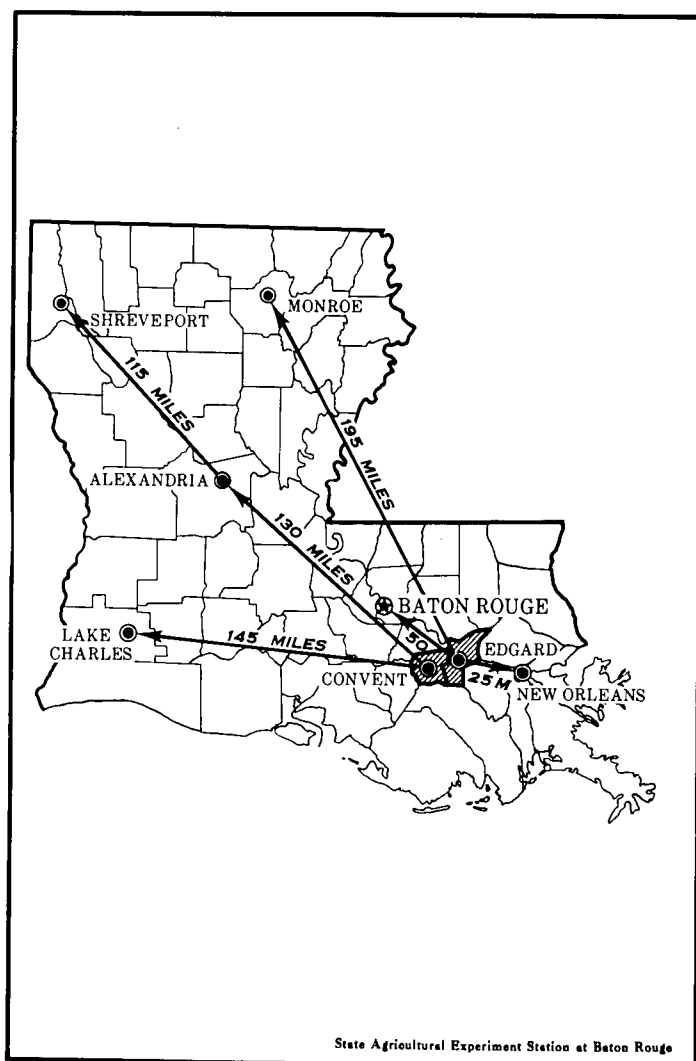 SHREVEPORT
MONROE
115 MILES
195 MILES
ALEXANDRIA
130 MILES
BATON ROUGE
LAKE
CHARLES
145 MILES
50
EDGARD
CONVENT
25 M
NEW ORLEANS
State Agricultural Experiment Station at Baton Rouge